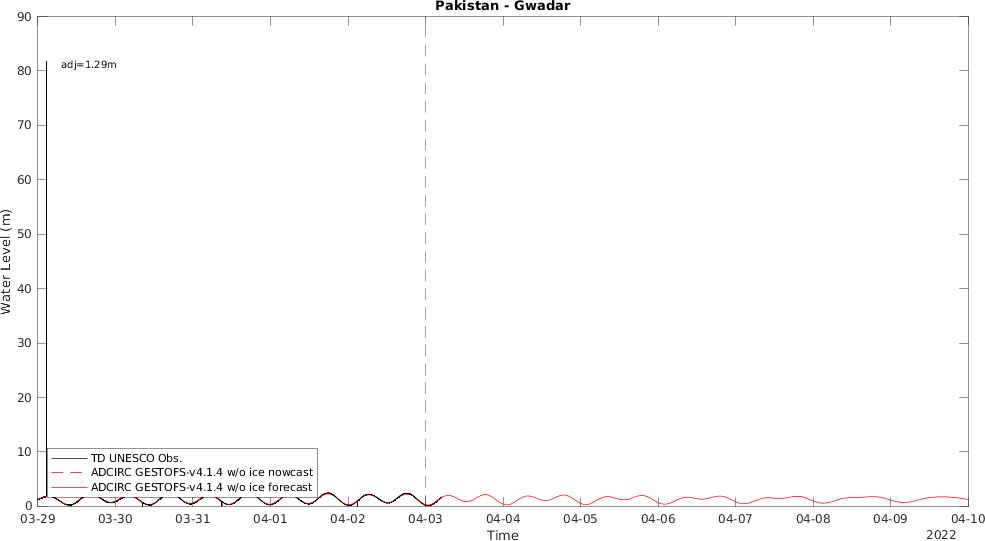 Pakistan - Gwadar
90
80
70
60
50
40
30
20
10
0
Water Level (m)
adj=1.29m
TD UNESCO Obs.
ADCIRC GESTOFS-v4.1.4 w/o ice nowcast
ADCIRC GESTOFS-v4.1.4 w/o ice forecast
03-29 03-30 03-31 04-01 04-02 04-03 04-04 04-05 04-06 04-07 04-08 04-09 04-10
Time
2022